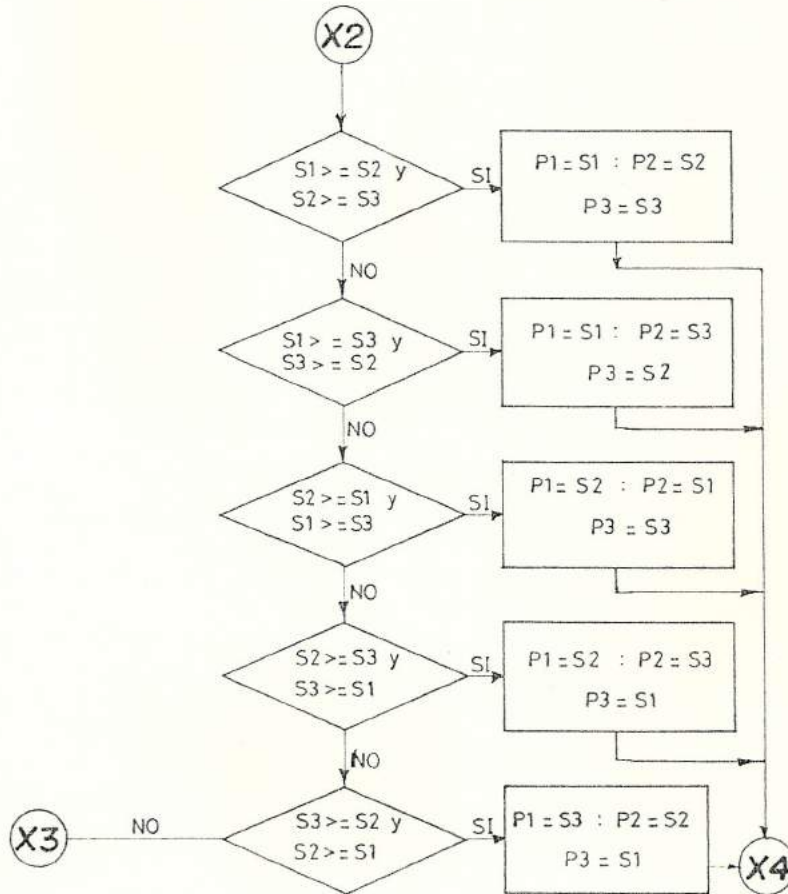 X2
S1 >= S2 y
S2 >= S3
SI
P1 = S1 : P2 = S2
P3 = S3
NO
S1 >= S3 y
S3 >= S2
SI
P1 = S1 : P2 = S3
P3 = S2
NO
S2 >= S1 y
S1 >= S3
SI
P1 = S2 : P2 = S1
P3 = S3
NO
S2 >= S3 y
S3 >= S1
SI
P1 = S2 : P2 = S3
P3 = S1
NO
X3
NO
S3 >= S2 y
S2 >= S1
SI
P1 = S3 : P2 = S2
P3 = S1
X4